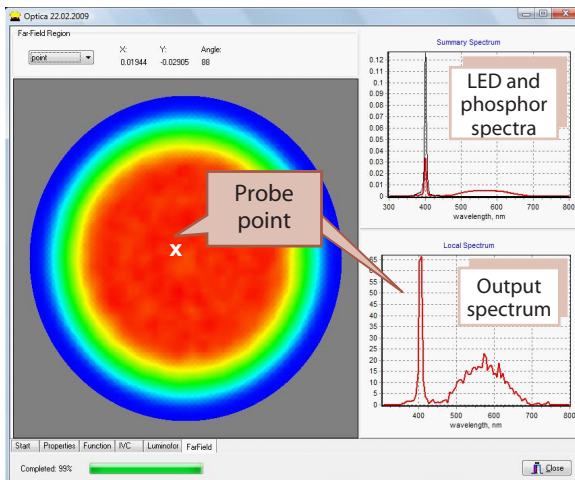 Optica 22.02.2009
Far-Field Region
point
X: Y: Angle:
0.01944 -0.02905 88
Summary Spectrum
0.12
0.11
0.1
0.09
0.08
0.07
0.06
0.05
0.04
0.03
0.02
0.01
0
300 400 500 600 700 800
wavelength, nm
LED and
phosphor
spectra
Probe
point
x
Local Spectrum
65
60
55
50
45
40
35
30
25
20
15
10
5
0
400 500 600 700 800
wavelength, nm
Output
spectrum
Start Properties Function IVC Luminofor FarField
Completed: 99%
Close